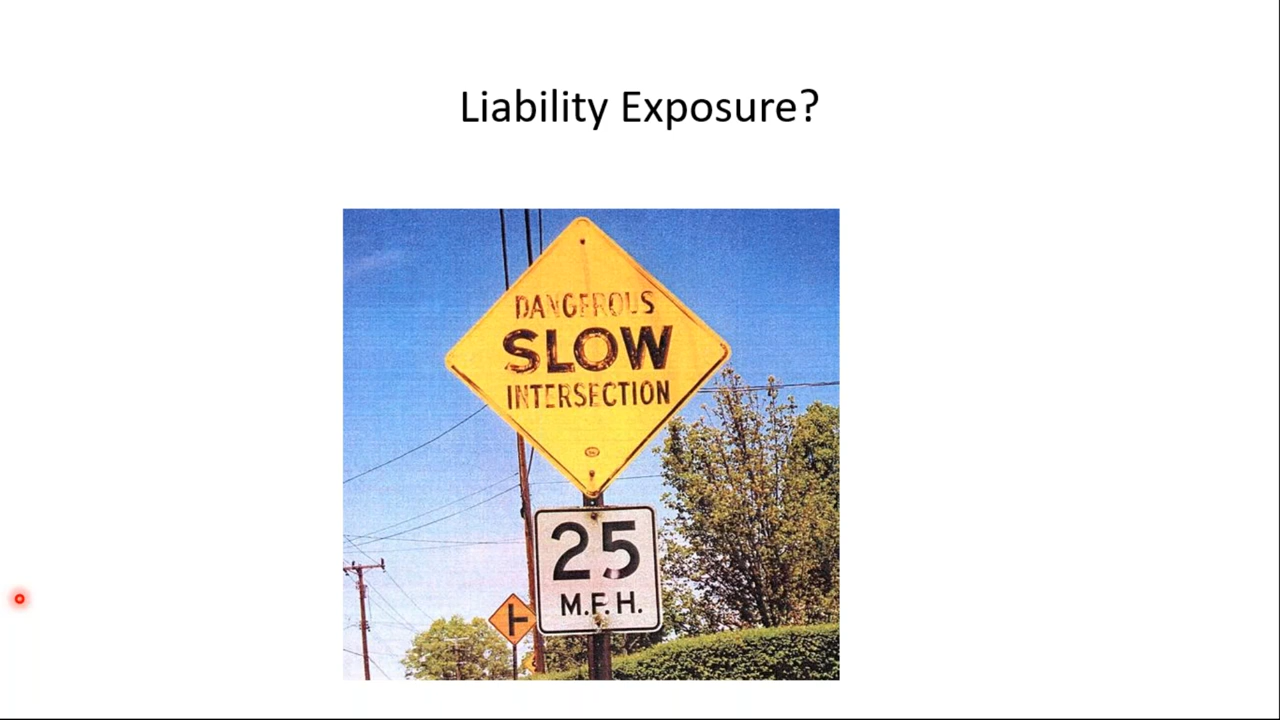 Liability Exposure?
DANGEROUS
SLOW
INTERSECTION
25
M.P.H.